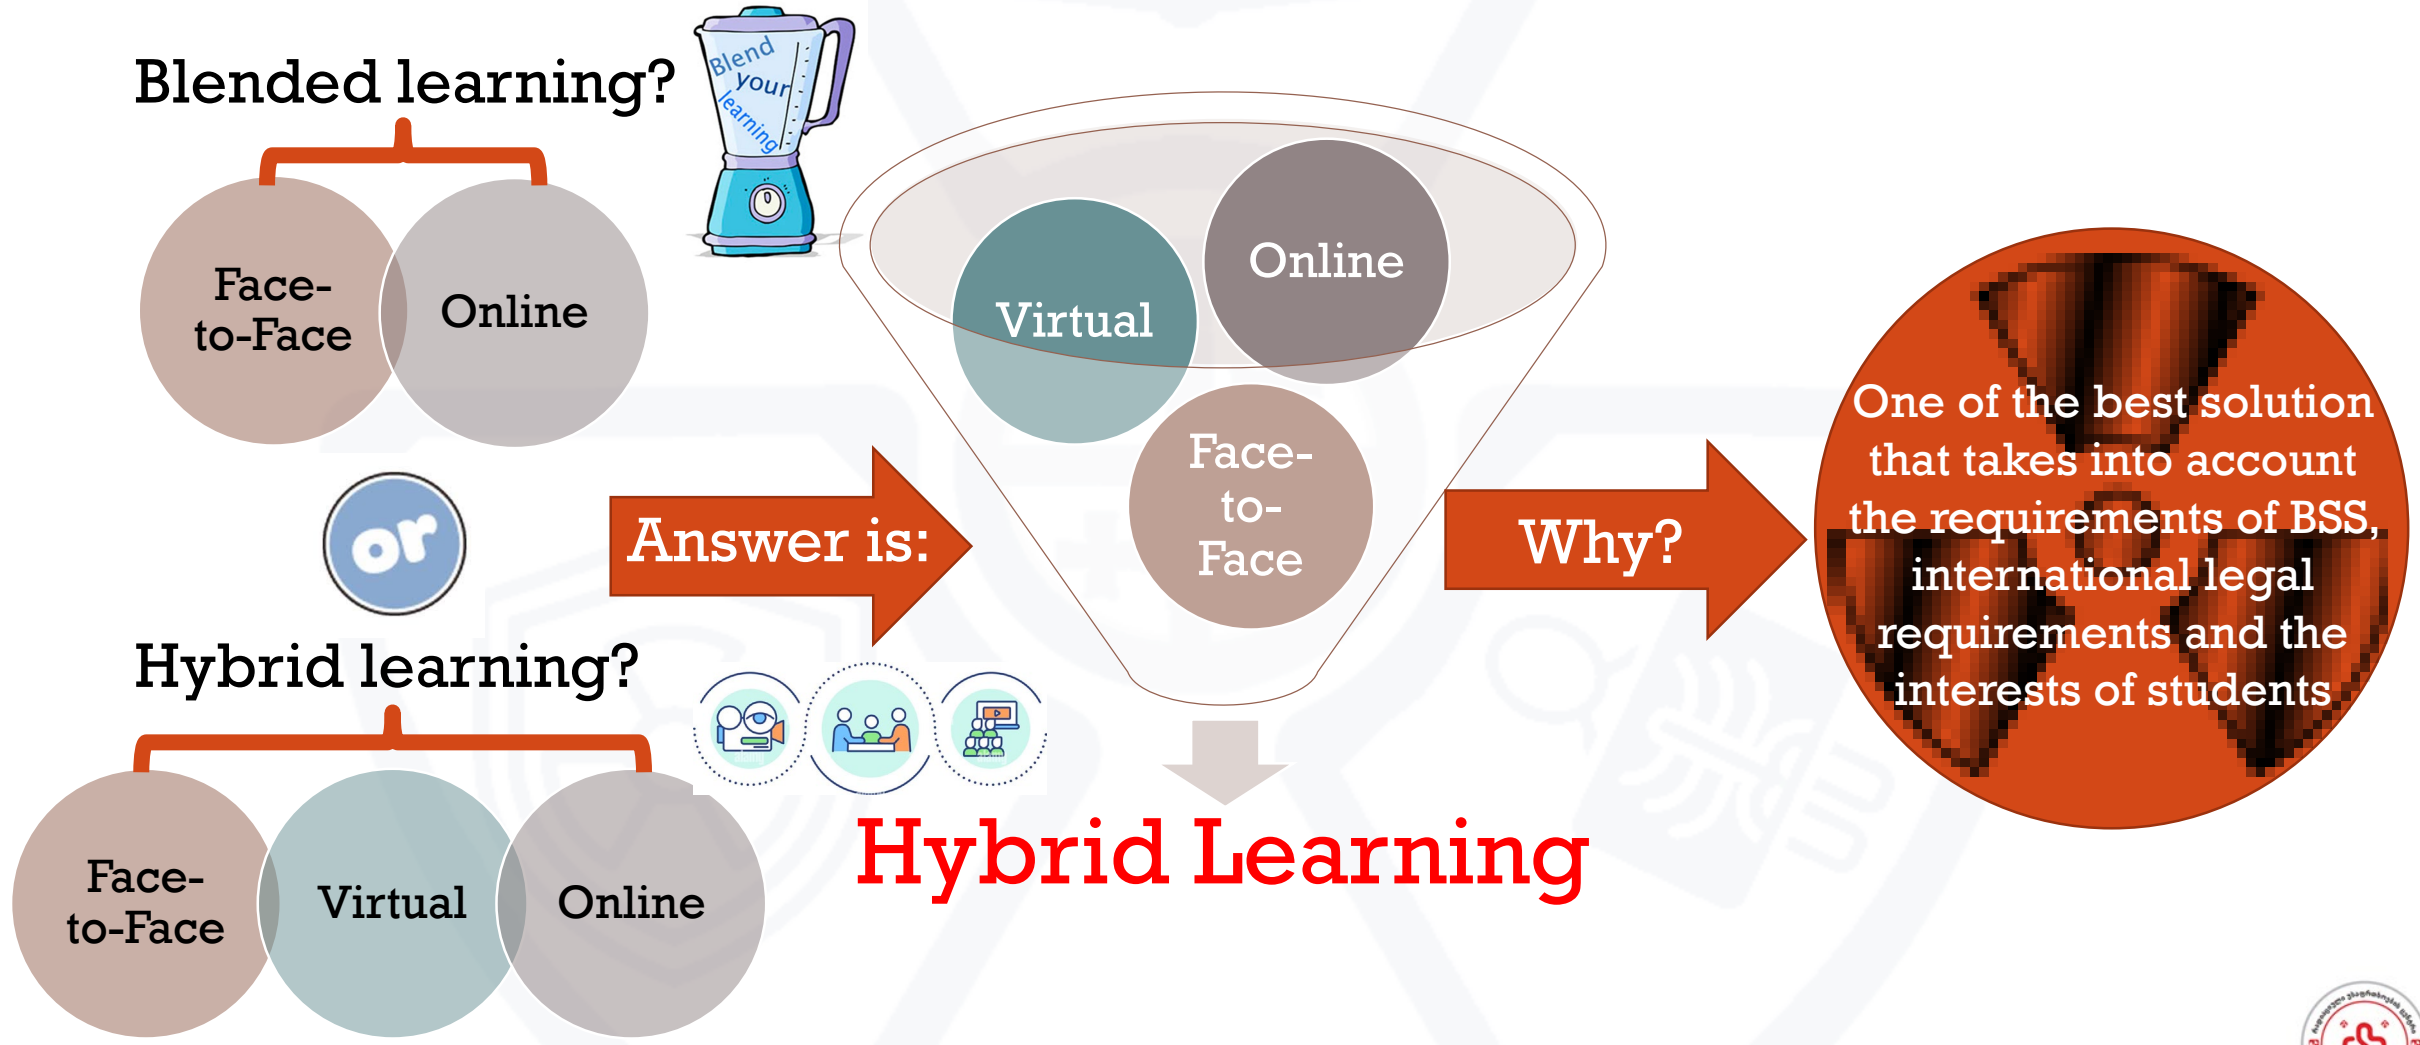 Blended learning?
Blend
your
learning
Face-
to-Face
Online
or
Hybrid learning?
Face-
to-Face
Virtual
Online
Answer is:
Virtual
Online
Face-
to-
Face
Hybrid Learning
Why?
One of the best solution
that takes into account
the requirements of BSS,
international legal
requirements and the
interests of students